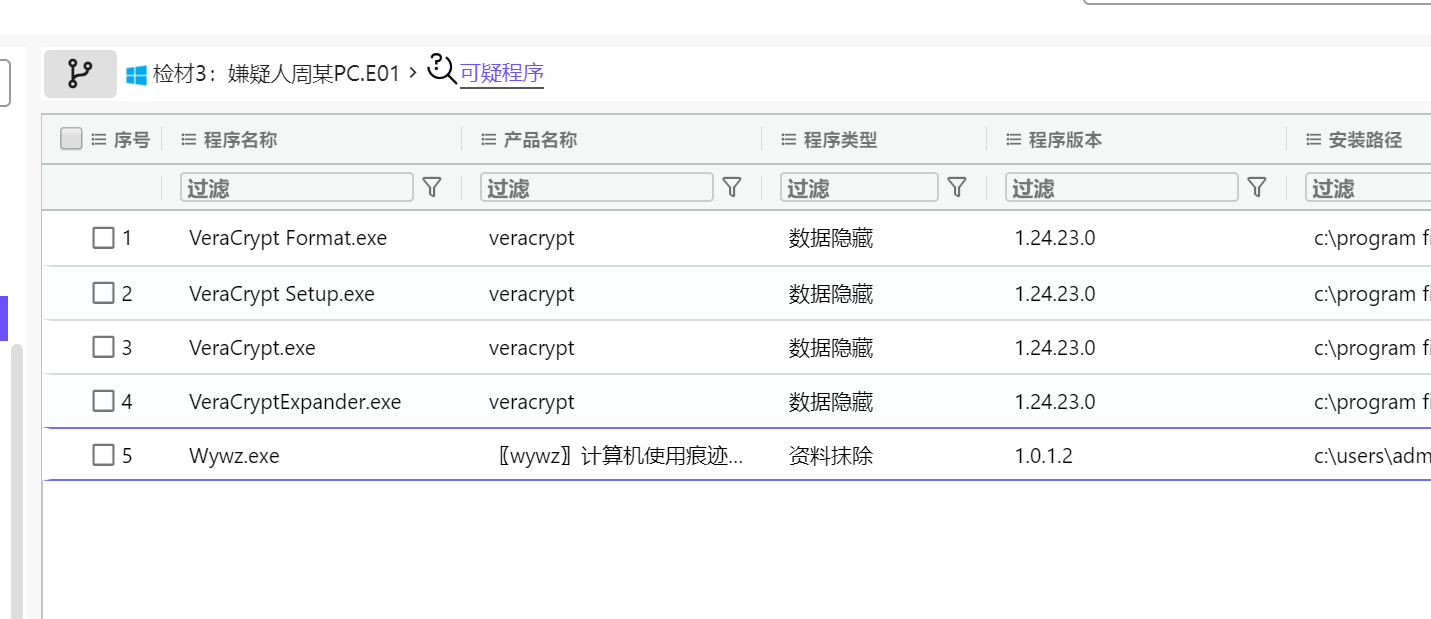 检材3：嫌疑人周某PC.E01 > 可疑程序
序号 程序名称 产品名称 程序类型 程序版本 安装路径
过滤 过滤 过滤 过滤 过滤
1 VeraCrypt Format.exe veracrypt 数据隐藏 1.24.23.0 c:\program fi
2 VeraCrypt Setup.exe veracrypt 数据隐藏 1.24.23.0 c:\program fi
3 VeraCrypt.exe veracrypt 数据隐藏 1.24.23.0 c:\program fi
4 VeraCryptExpander.exe veracrypt 数据隐藏 1.24.23.0 c:\program fi
5 Wywz.exe 〖wywz〗计算机使用痕迹... 资料抹除 1.0.1.2 c:\users\adm